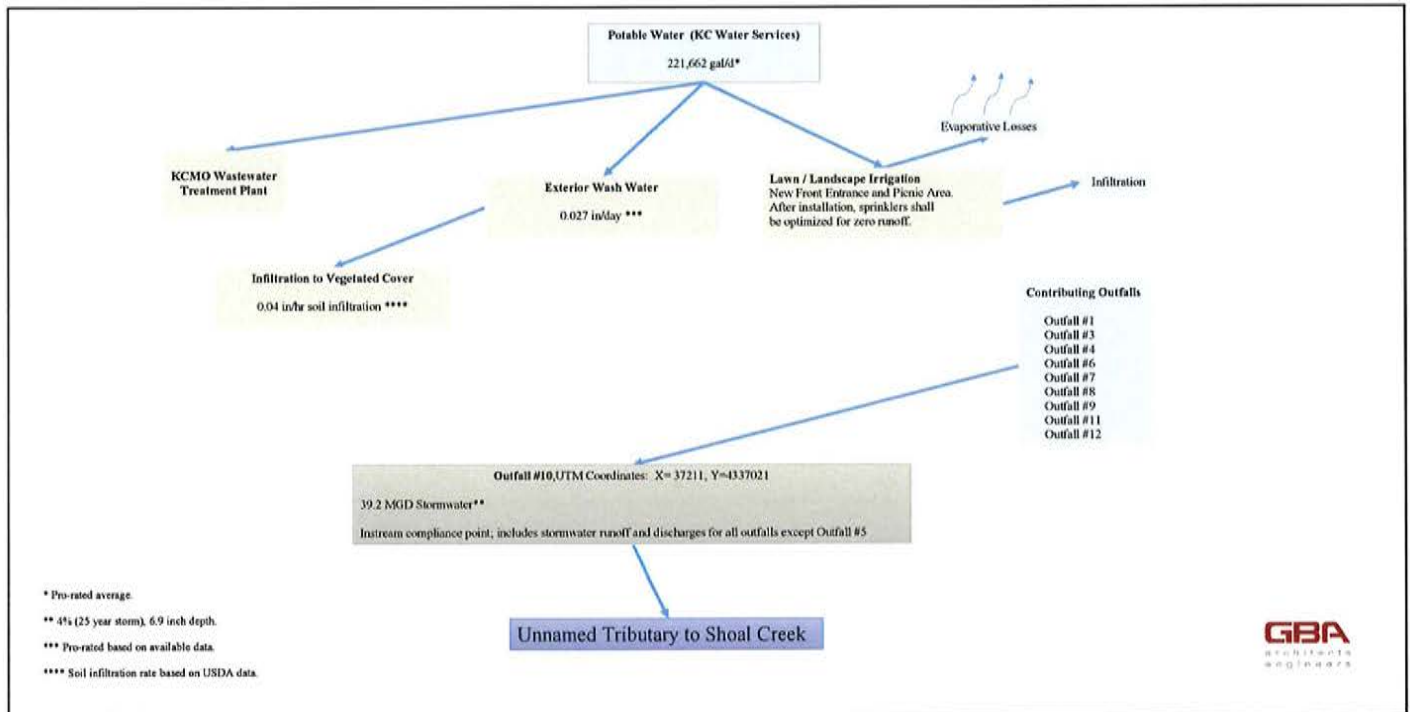 Potable Water (KC Water Services)
221,662 gal/d*
Evaporative Losses
KCMO Wastewater
Treatment Plant
Exterior Wash Water
0.027 in/day ***
Lawn / Landscape Irrigation
New Front Entrance and Picnic Area.
After installation, sprinklers shall
be optimized for zero runoff.
Infiltration
Infiltration to Vegetated Cover
0.04 in/hr soil infiltration ****
Contributing Outfalls
Outfall #1
Outfall #3
Outfall #4
Outfall #6
Outfall #7
Outfall #8
Outfall #9
Outfall #11
Outfall #12
Outfall #10,UTM Coordinates: X= 37211, Y=4337021
39.2 MGD Stormwater**
Instream compliance point; includes stormwater runoff and discharges for all outfalls except Outfall #5
Unnamed Tributary to Shoal Creek
* Pro-rated average.
** 4% (25 year storm), 6.9 inch depth.
*** Pro-rated based on available data.
**** Soil infiltration rate based on USDA data.
GBA
architects
engineers